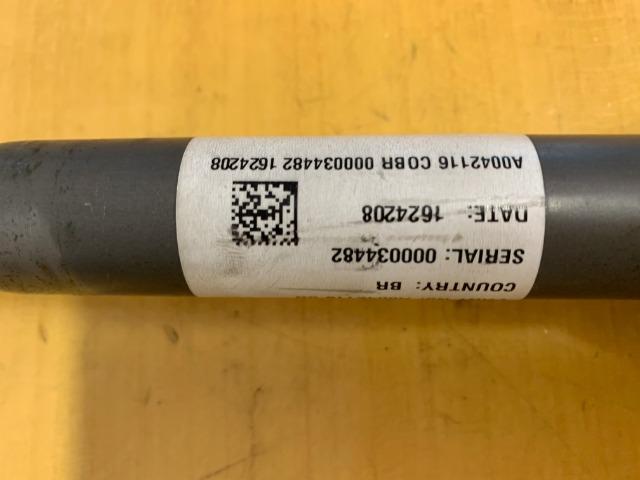 COUNTRY: BR
SERIAL: 000034482
DATE: 1624208
A0042116 COBR 000034482 1624208